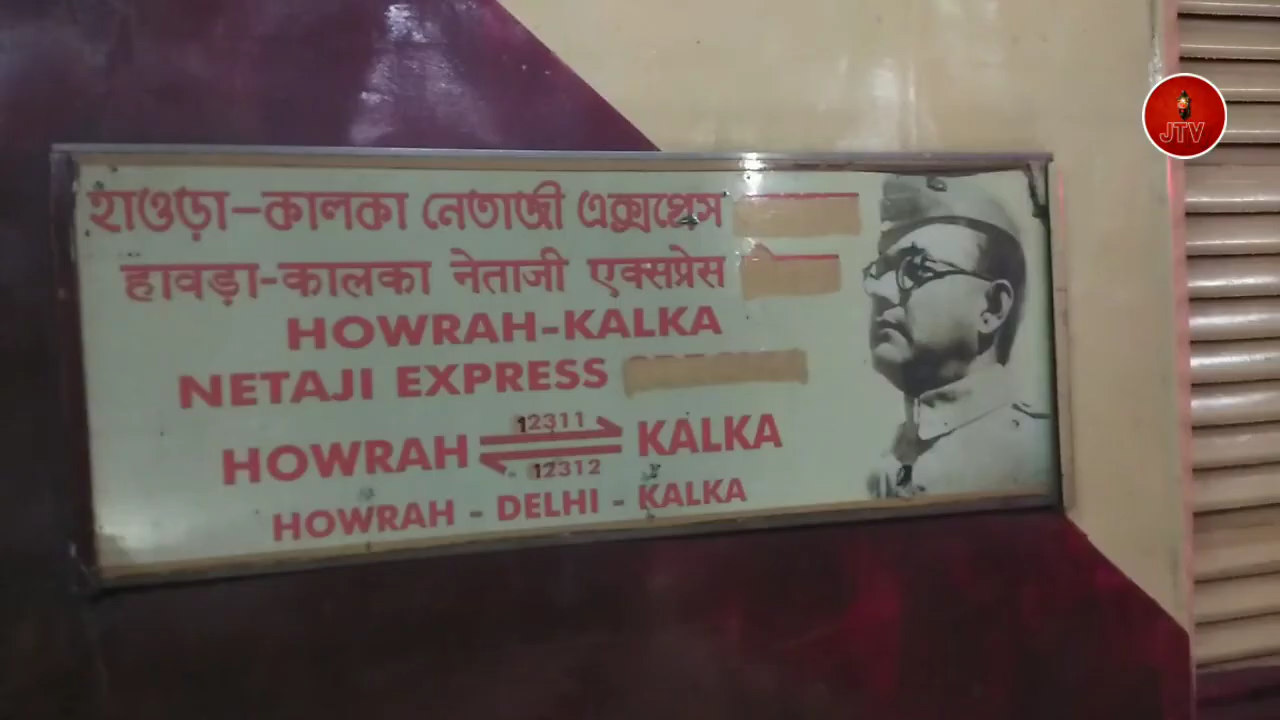 হাওড়া-কালকা নেতাজী এক্সপ্রেস
हावड़ा-कालका नेताजी एक्सप्रेस
HOWRAH-KALKA
NETAJI EXPRESS
12311
HOWRAH KALKA
12312
HOWRAH - DELHI - KALKA
JTV